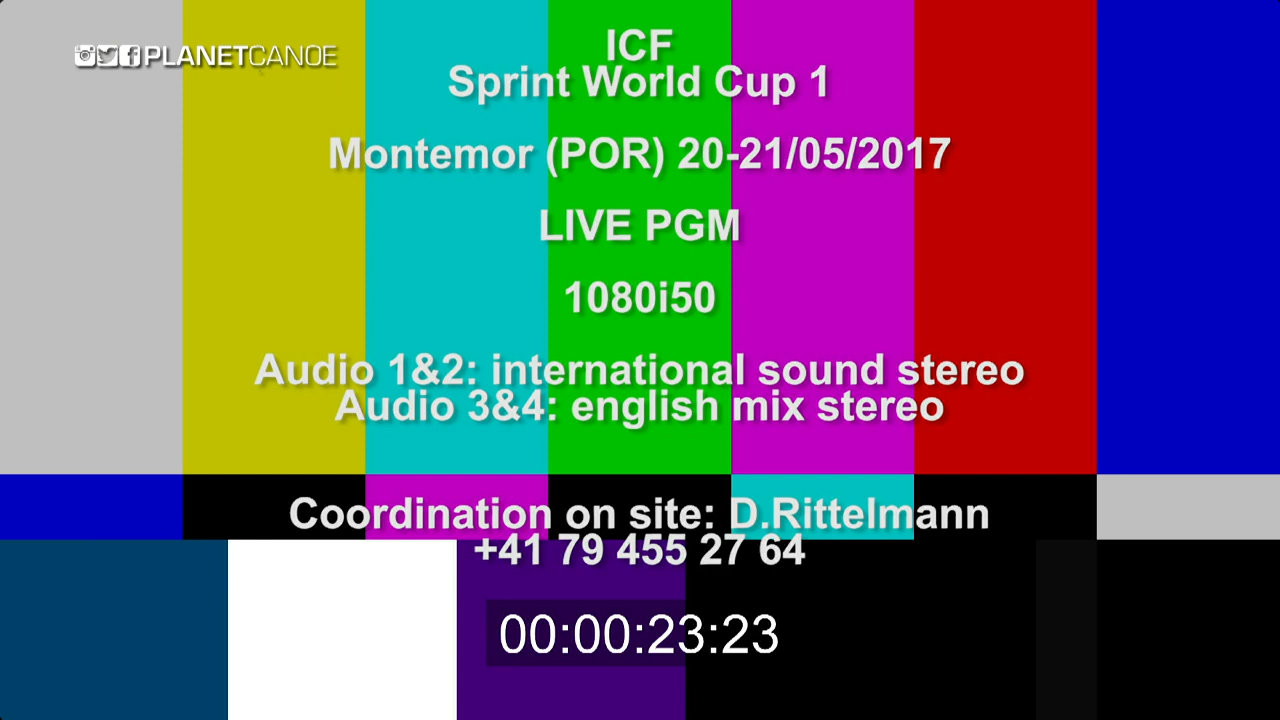 PLANETCANOE
ICF
Sprint World Cup 1
Montemor (POR) 20-21/05/2017
LIVE PGM
1080i50
Audio 1&2: international sound stereo
Audio 3&4: english mix stereo
Coordination on site: D.Rittelmann
+41 79 455 27 64
00:00:23:23